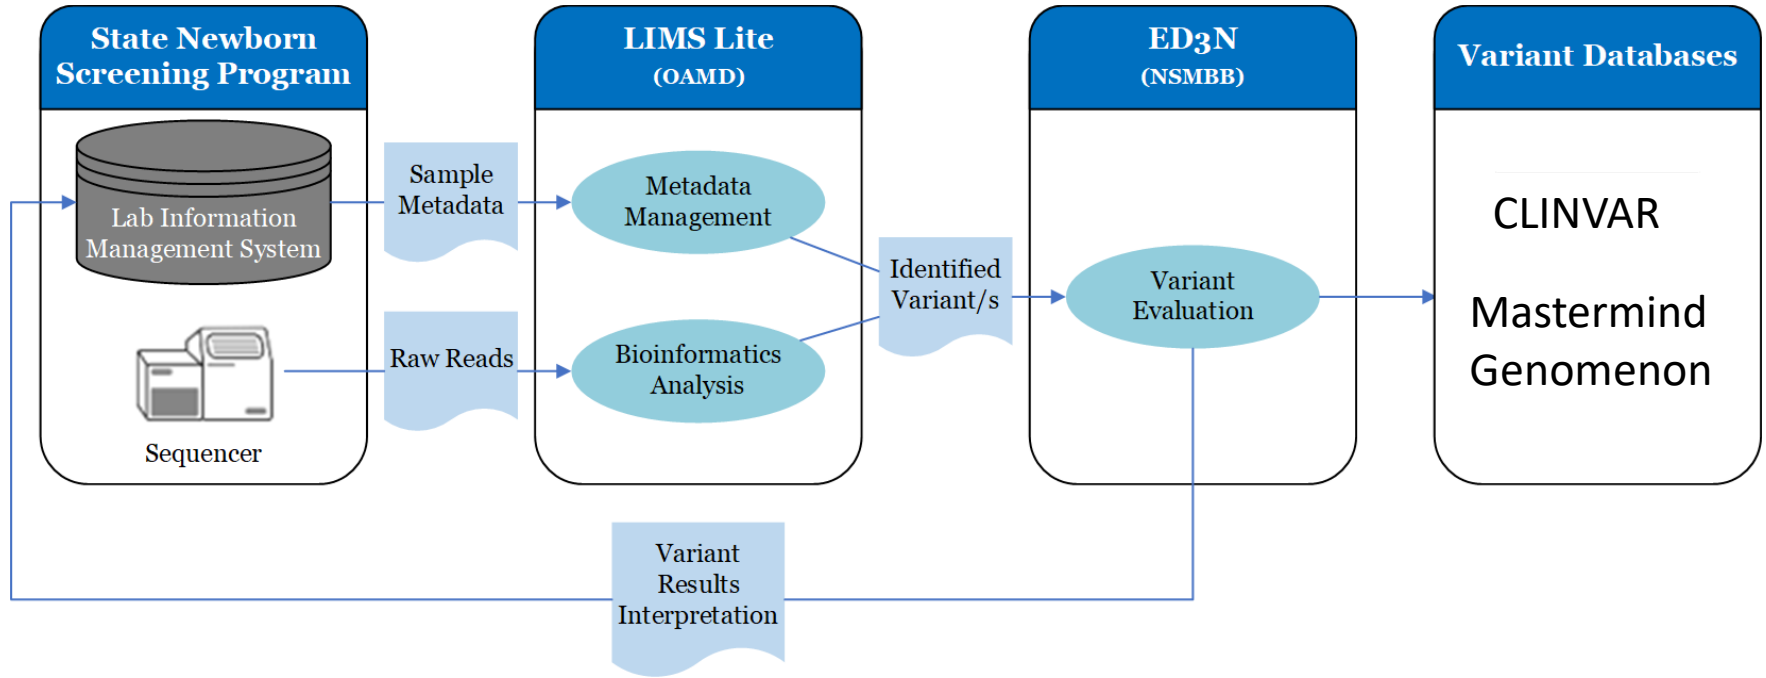 State Newborn
Screening Program
Lab Information
Management System
Sequencer
Sample
Metadata
Raw Reads
LIMS Lite
(OAMD)
Metadata
Management
Bioinformatics
Analysis
Identified
Variant/s
ED3N
(NSMBB)
Variant
Evaluation
Variant Databases
CLINVAR
Mastermind
Genomenon
Variant
Results
Interpretation